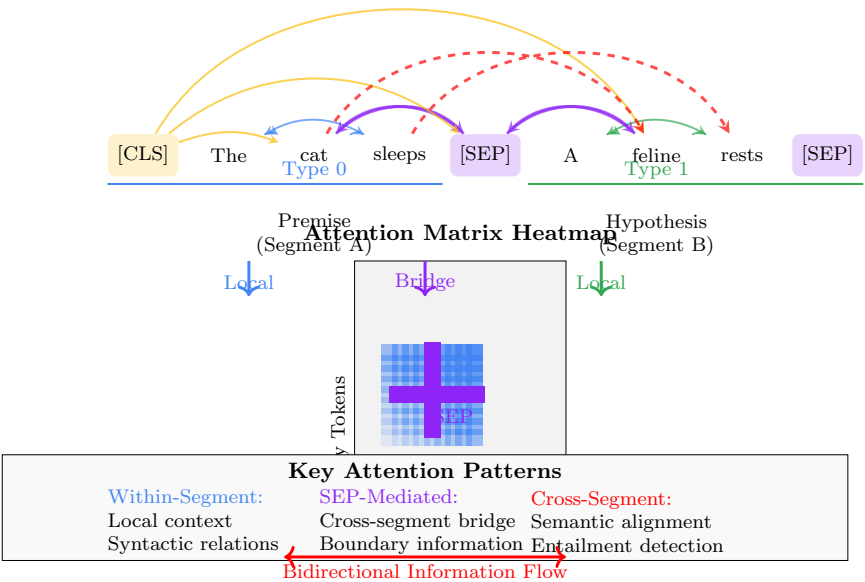 [CLS] The cat sleeps [SEP] A feline rests [SEP]
Type 0 Type 1
Premise
(Segment A)
Hypothesis
(Segment B)
Attention Matrix Heatmap
Local Bridge Local
SEP
Tokens
Key Attention Patterns
Within-Segment:
Local context
Syntactic relations
SEP-Mediated:
Cross-segment bridge
Boundary information
Cross-Segment:
Semantic alignment
Entailment detection
Bidirectional Information Flow